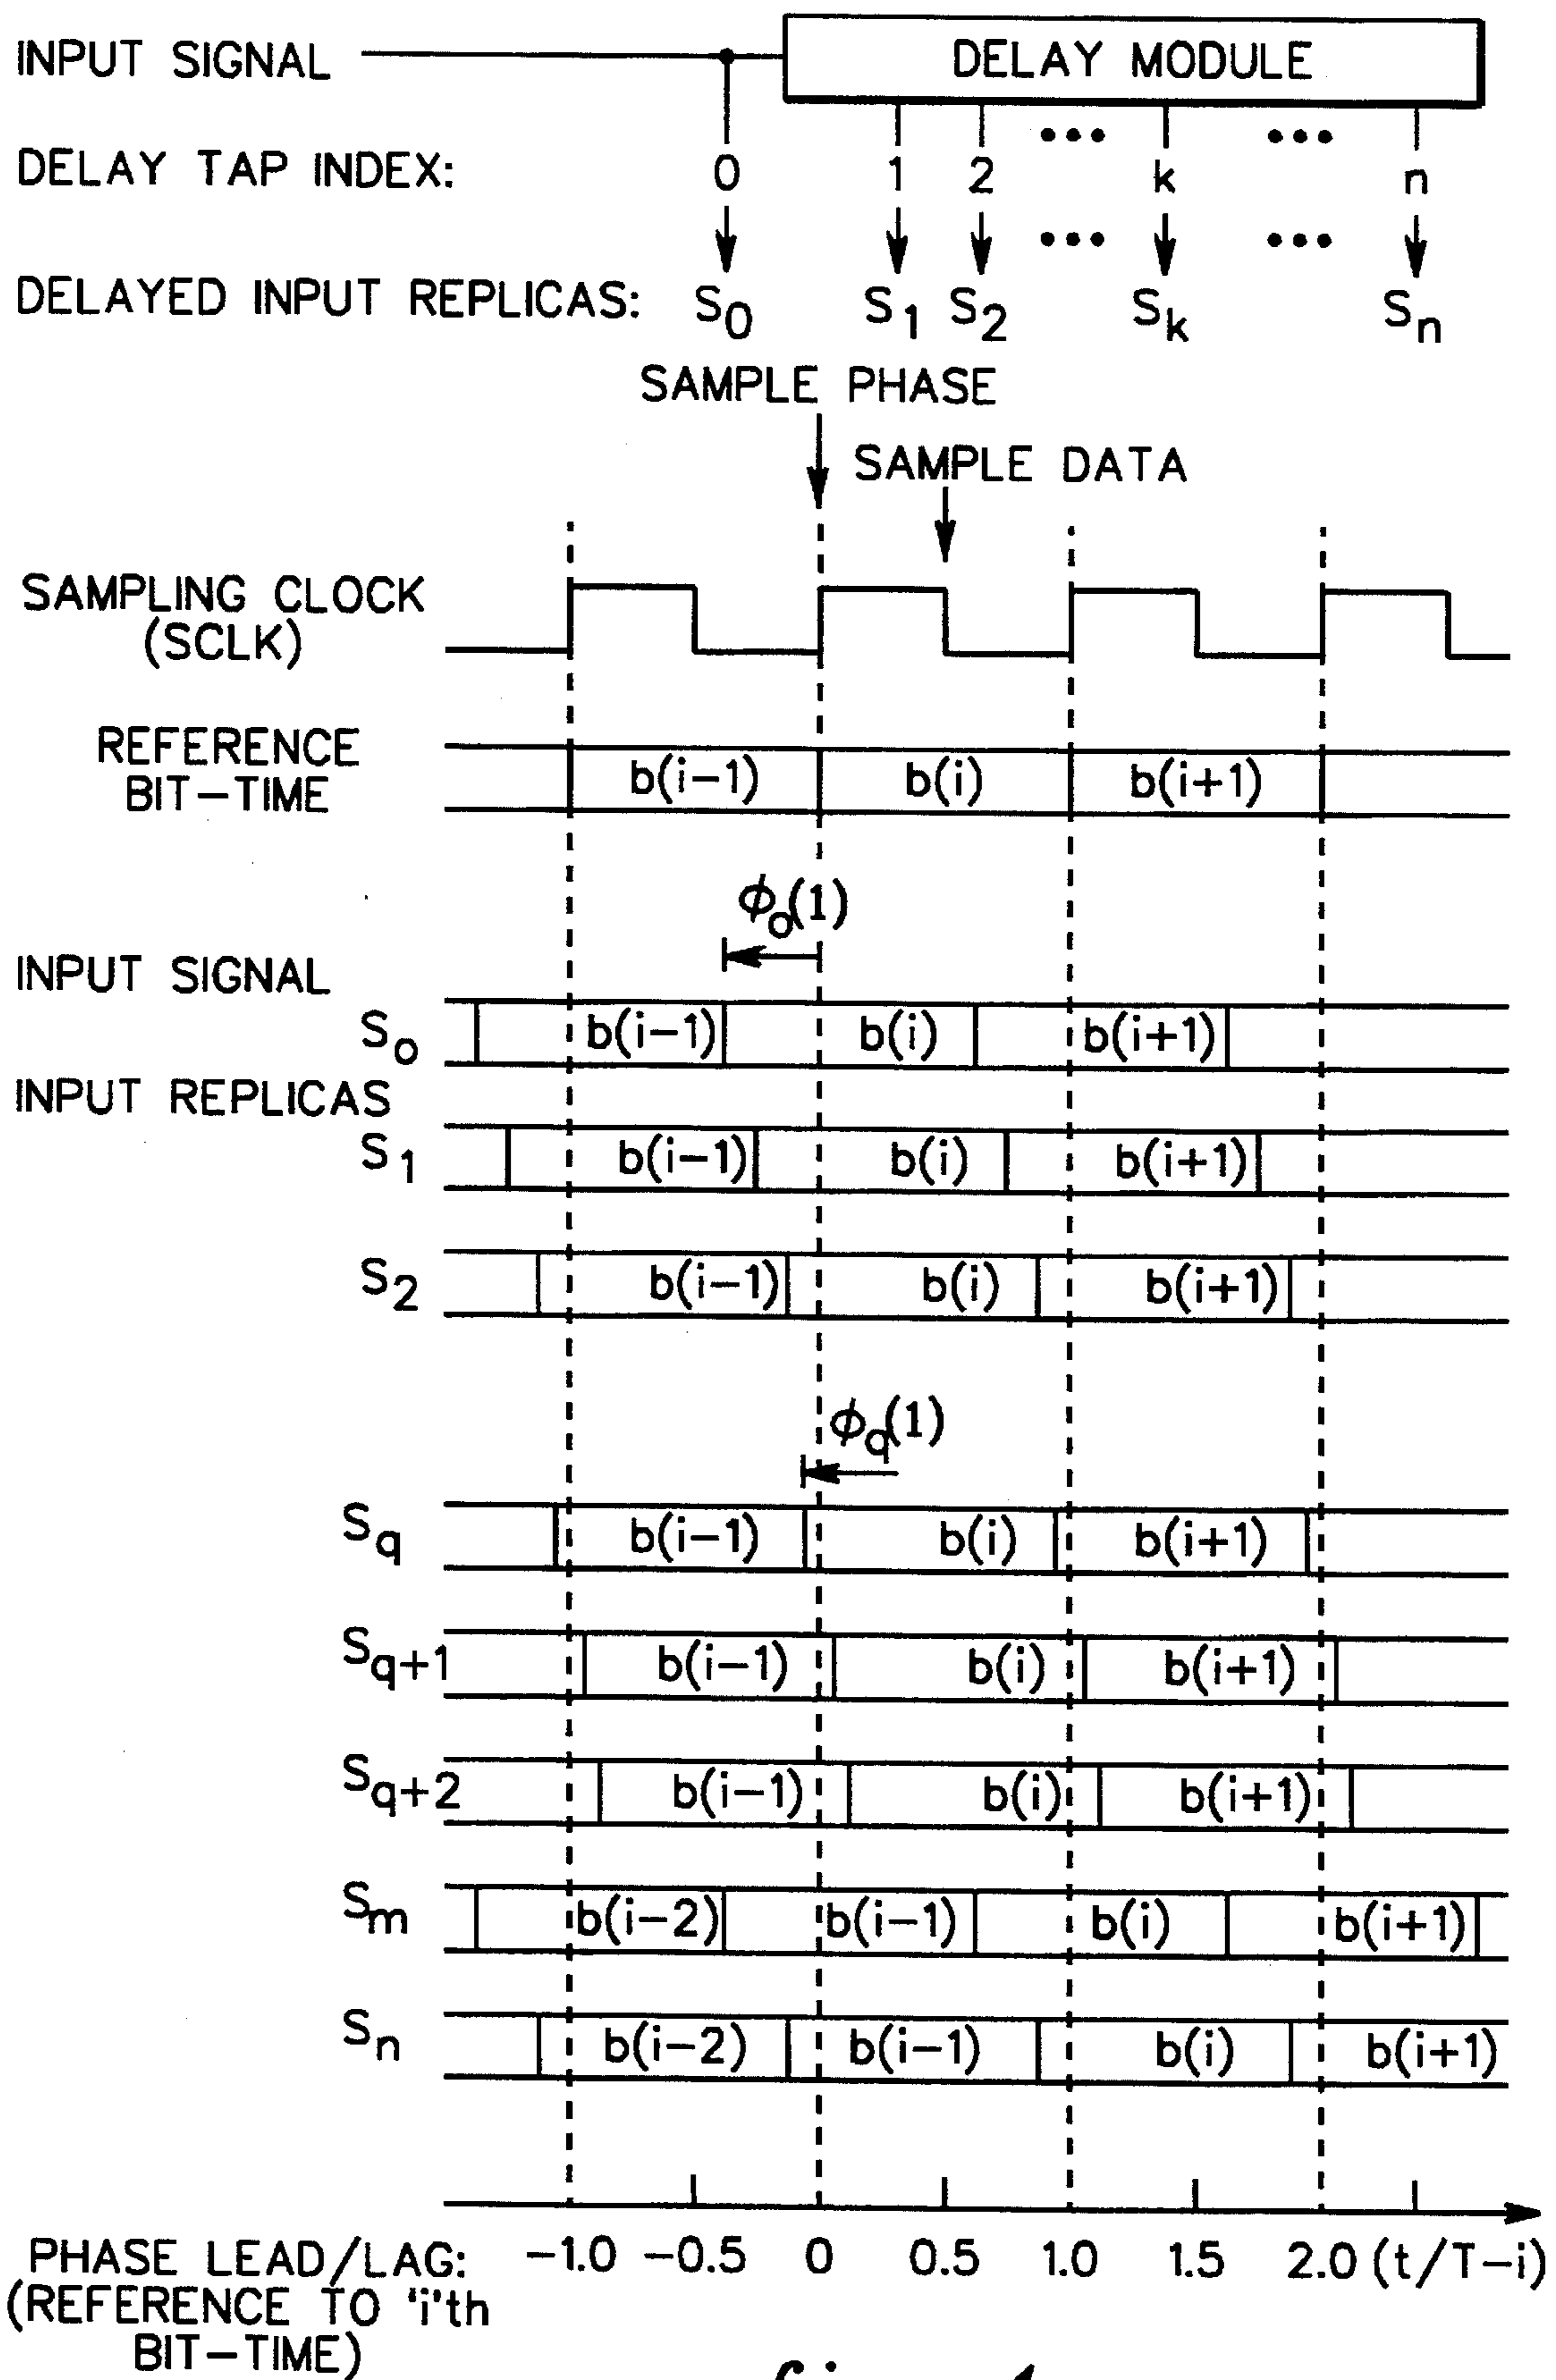 INPUT SIGNAL
DELAY MODULE
DELAY TAP INDEX: 0 1 2 ••• k ••• n
••• •••
DELAYED INPUT REPLICAS: S0 S1 S2 Sk Sn
SAMPLE PHASE
SAMPLE DATA
SAMPLING CLOCK
(SCLK)
REFERENCE
BIT-TIME
b(i-1) b(i) b(i+1)
ϕo(1)
INPUT SIGNAL
So b(i-1) b(i) b(i+1)
INPUT REPLICAS
S1 b(i-1) b(i) b(i+1)
S2 b(i-1) b(i) b(i+1)
ϕq(1)
Sq b(i-1) b(i) b(i+1)
Sq+1 b(i-1) b(i) b(i+1)
Sq+2 b(i-1) b(i) b(i+1)
Sm b(i-2) b(i-1) b(i) b(i+1)
Sn b(i-2) b(i-1) b(i) b(i+1)
PHASE LEAD/LAG: -1.0 -0.5 0 0.5 1.0 1.5 2.0 (t/T-i)
(REFERENCE TO 'i'th
BIT-TIME)